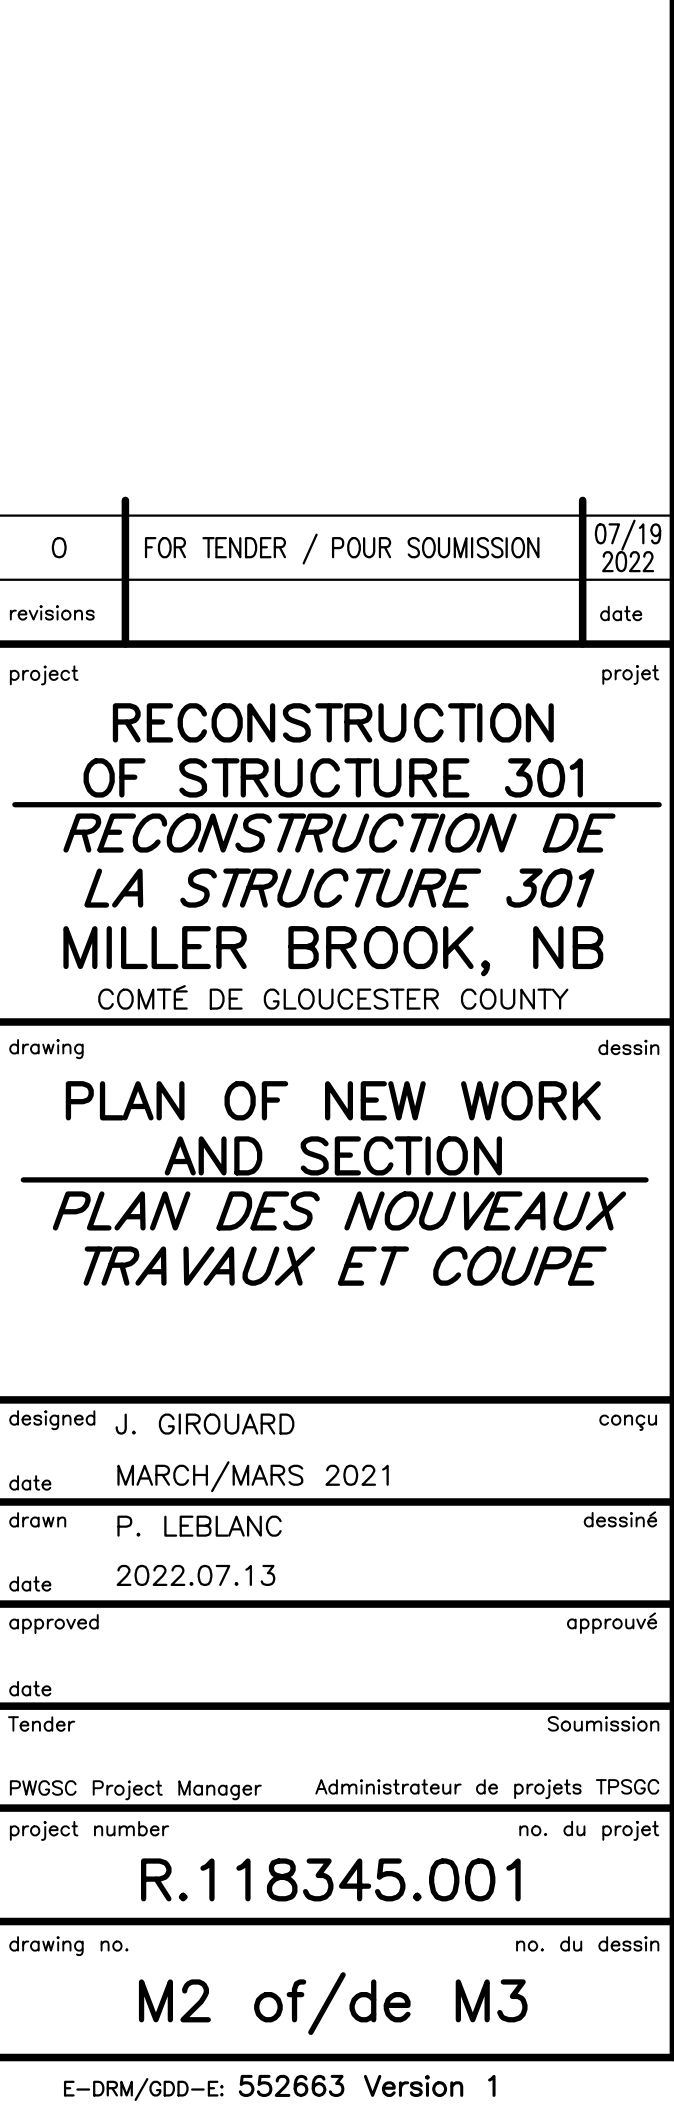 0 FOR TENDER / POUR SOUMISSION 07/19
2022
revisions date
project projet
RECONSTRUCTION
OF STRUCTURE 301
RECONSTRUCTION DE
LA STRUCTURE 301
MILLER BROOK, NB
COMTÉ DE GLOUCESTER COUNTY
drawing dessin
PLAN OF NEW WORK
AND SECTION
PLAN DES NOUVEAUX
TRAVAUX ET COUPE
designed J. GIROUARD conçu
date MARCH/MARS 2021
drawn P. LEBLANC dessiné
date 2022.07.13
approved approuvé
date
Tender Soumission
PWGSC Project Manager Administrateur de projets TPSGC
project number no. du projet
R.118345.001
drawing no. no. du dessin
M2 of/de M3
E-DRM/GDD-E: 552663 Version 1